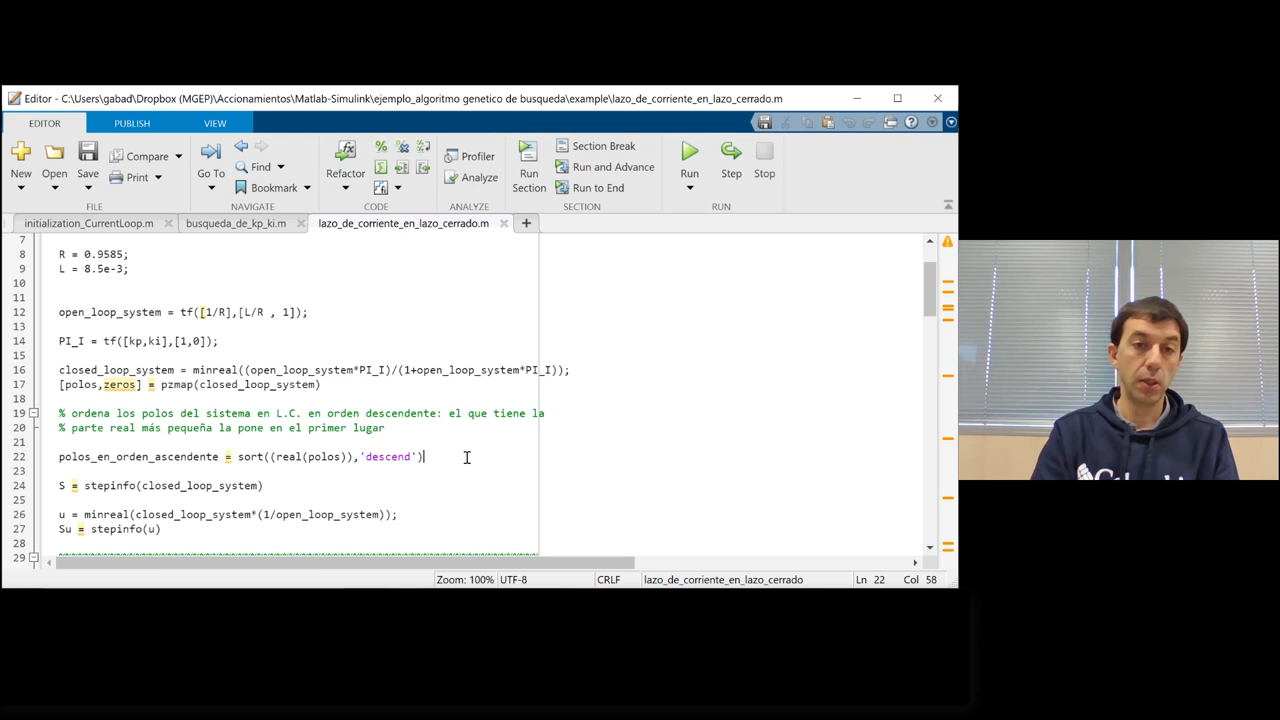 Editor - C:\Users\gabad\Dropbox (MGEP)\Accionamientos\Matlab-Simulink\ejemplo_algoritmo genetico de busqueda\example\lazo_de_corriente_en_lazo_cerrado.m
EDITOR PUBLISH VIEW
New Open Save Compare Print Go To Find Bookmark Refactor Profiler Analyze Run Section Section Break Run and Advance Run to End Run Step Stop
FILE NAVIGATE CODE ANALYZE SECTION RUN
initialization_CurrentLoop.m busqueda_de_kp_ki.m lazo_de_corriente_en_lazo_cerrado.m
7
8 R = 0.9585;
9 L = 8.5e-3;
10
11
12 open_loop_system = tf([1/R],[L/R , 1]);
13
14 PI_I = tf([kp,ki],[1,0]);
15
16 closed_loop_system = minreal((open_loop_system*PI_I)/(1+open_loop_system*PI_I));
17 [polos,zeros] = pzmap(closed_loop_system)
18
19 % ordena los polos del sistema en L.C. en orden descendente: el que tiene la
20 % parte real más pequeña la pone en el primer lugar
21
22 polos_en_orden_ascendente = sort((real(polos)),'descend')
23
24 S = stepinfo(closed_loop_system)
25
26 u = minreal(closed_loop_system*(1/open_loop_system));
27 Su = stepinfo(u)
28
29 %%%%%%%%%%%%%%%%%%%%%%%%%%%%%%%%%%%%%%%%%%%%%%%%%%%%%%%%%%%%%%%%%%%%%%%%%%%
Zoom: 100% UTF-8 CRLF lazo_de_corriente_en_lazo_cerrado Ln 22 Col 58